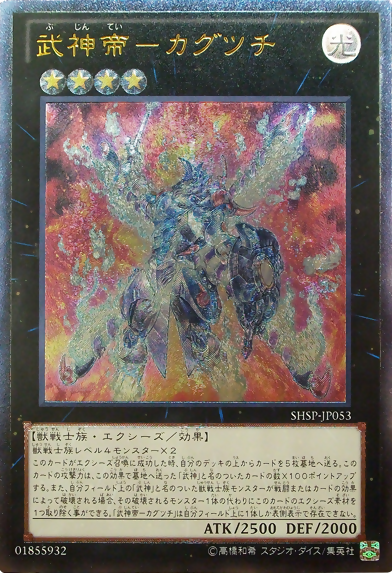 ぶ じん てい
武神帝－カグツチ
光
SHSP-JP053
【獣戦士族・エクシーズ/効果】
獣戦士族レベル4モンスター×2
このカードがエクシーズ召喚に成功した時、自分のデッキの上からカードを5枚墓地へ送る。この
カードの攻撃力は、この効果で墓地へ送った「武神」と名のついたカードの数×100ポイントアップ
する。また、自分フィールド上の「武神」と名のついた獣戦士族モンスターが戦闘またはカードの効果
によって破壊される場合、その破壊されるモンスター1体の代わりにこのカードのエクシーズ素材を
1つ取り除く事ができる。「武神帝－カグツチ」は自分フィールド上に1体しか表側表示で存在できない。
ATK/2500 DEF/2000
01855932
©高橋和希 スタジオ・ダイス/集英社